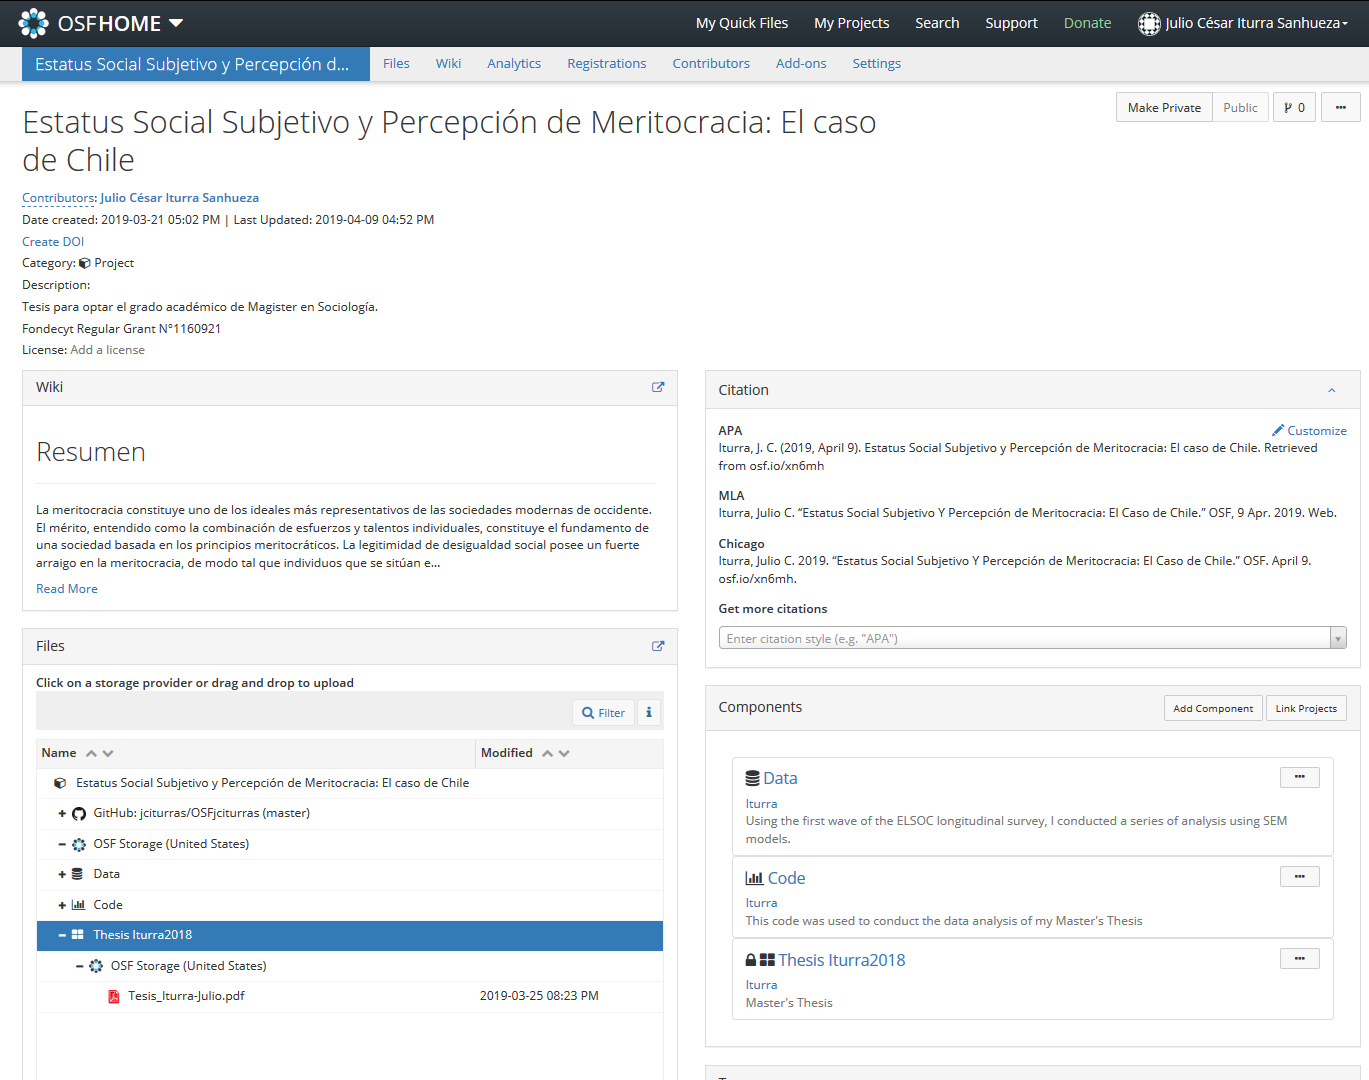 OSFHOME
My Quick Files
My Projects
Search
Support
Donate
Julio César Iturra Sanhueza
Estatus Social Subjetivo y Percepción d...
Files
Wiki
Analytics
Registrations
Contributors
Add-ons
Settings
Make Private
Public
0
Estatus Social Subjetivo y Percepción de Meritocracia: El caso
de Chile
Contributors: Julio César Iturra Sanhueza
Date created: 2019-03-21 05:02 PM | Last Updated: 2019-04-09 04:52 PM
Create DOI
Category: Project
Description:
Tesis para optar el grado académico de Magister en Sociología.
Fondecyt Regular Grant N°1160921
License: Add a license
Wiki
Resumen
La meritocracia constituye uno de los ideales más representativos de las sociedades modernas de occidente.
El mérito, entendido como la combinación de esfuerzos y talentos individuales, constituye el fundamento de
una sociedad basada en los principios meritocráticos. La legitimidad de desigualdad social posee un fuerte
arraigo en la meritocracia, de modo tal que individuos que se sitúan e...
Read More
Files
Click on a storage provider or drag and drop to upload
Filter
Name
Modified
Estatus Social Subjetivo y Percepción de Meritocracia: El caso de Chile
GitHub: jciturras/OSFjciturras (master)
OSF Storage (United States)
Data
Code
Thesis Iturra2018
OSF Storage (United States)
Tesis_Iturra-Julio.pdf
2019-03-25 08:23 PM
Citation
APA
Customize
Iturra, J. C. (2019, April 9). Estatus Social Subjetivo y Percepción de Meritocracia: El caso de Chile. Retrieved
from osf.io/xn6mh
MLA
Iturra, Julio C. “Estatus Social Subjetivo Y Percepción de Meritocracia: El Caso de Chile.” OSF, 9 Apr. 2019. Web.
Chicago
Iturra, Julio C. 2019. “Estatus Social Subjetivo Y Percepción de Meritocracia: El Caso de Chile.” OSF. April 9.
osf.io/xn6mh.
Get more citations
Enter citation style (e.g. "APA")
Components
Add Component
Link Projects
Data
Iturra
Using the first wave of the ELSOC longitudinal survey, I conducted a series of analysis using SEM
models.
Code
Iturra
This code was used to conduct the data analysis of my Master's Thesis
Thesis Iturra2018
Iturra
Master's Thesis